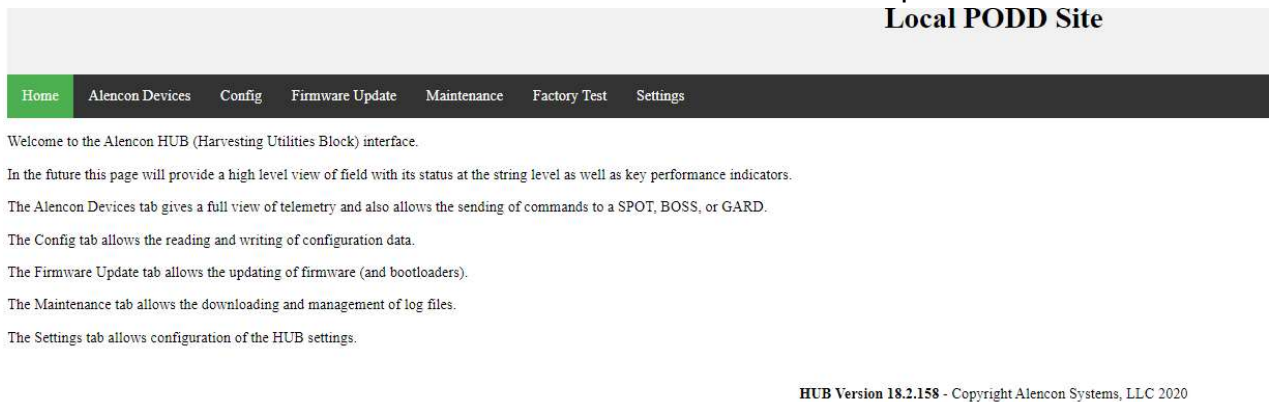 Local PODD Site
Home Alencon Devices Config Firmware Update Maintenance Factory Test Settings
Welcome to the Alencon HUB (Harvesting Utilities Block) interface.
In the future this page will provide a high level view of field with its status at the string level as well as key performance indicators.
The Alencon Devices tab gives a full view of telemetry and also allows the sending of commands to a SPOT, BOSS, or GARD.
The Config tab allows the reading and writing of configuration data.
The Firmware Update tab allows the updating of firmware (and bootloaders).
The Maintenance tab allows the downloading and management of log files.
The Settings tab allows configuration of the HUB settings.
HUB Version 18.2.158 - Copyright Alencon Systems, LLC 2020